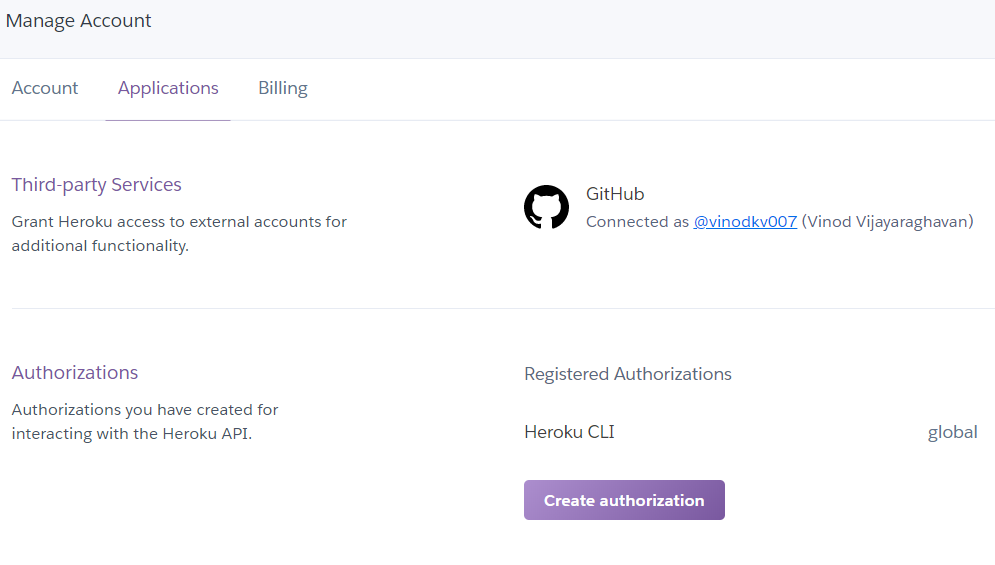 Manage Account
Account Applications Billing
Third-party Services
Grant Heroku access to external accounts for
additional functionality.
GitHub
Connected as @vinodkv007 (Vinod Vijayaraghavan)
Authorizations
Authorizations you have created for
interacting with the Heroku API.
Registered Authorizations
Heroku CLI global
Create authorization